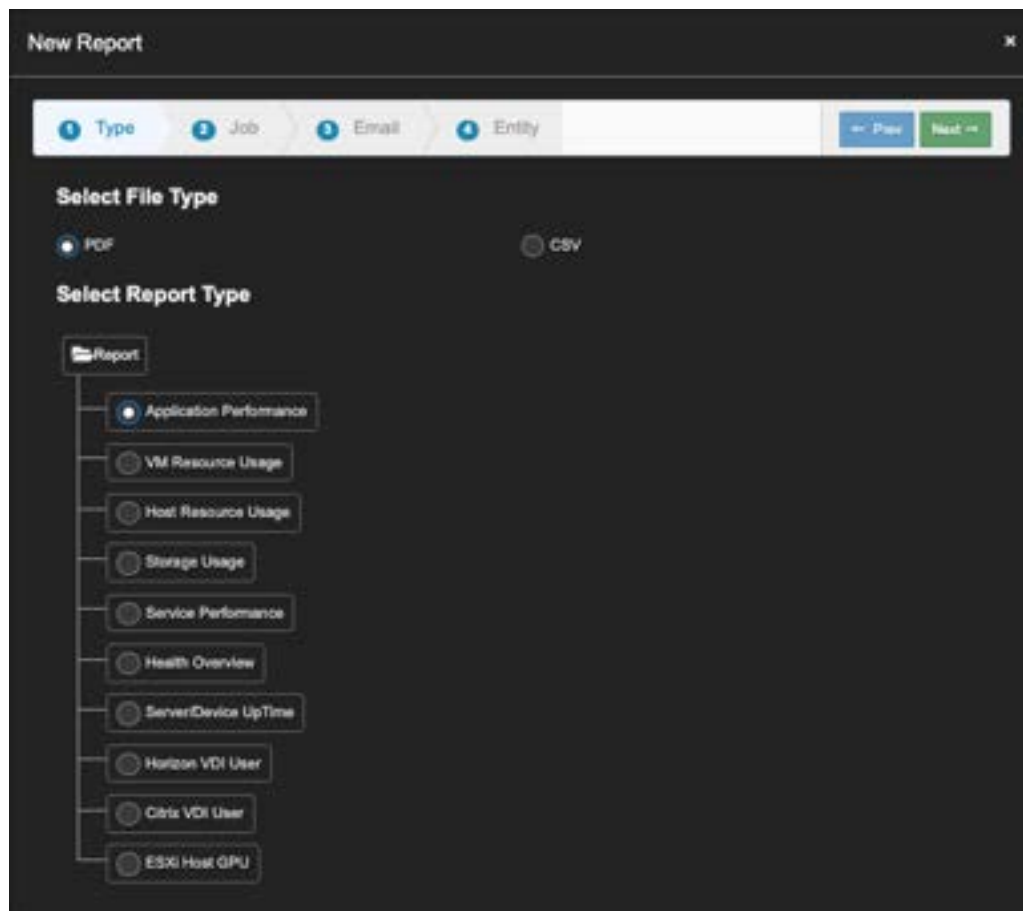 New Report ×
1 Type 2 Job 3 Email 4 Entity ← Prev Next →
Select File Type
PDF CSV
Select Report Type
Report
Application Performance
VM Resource Usage
Host Resource Usage
Storage Usage
Service Performance
Health Overview
Server/Device UpTime
Horizon VDI User
Citrix VDI User
ESXi Host GPU